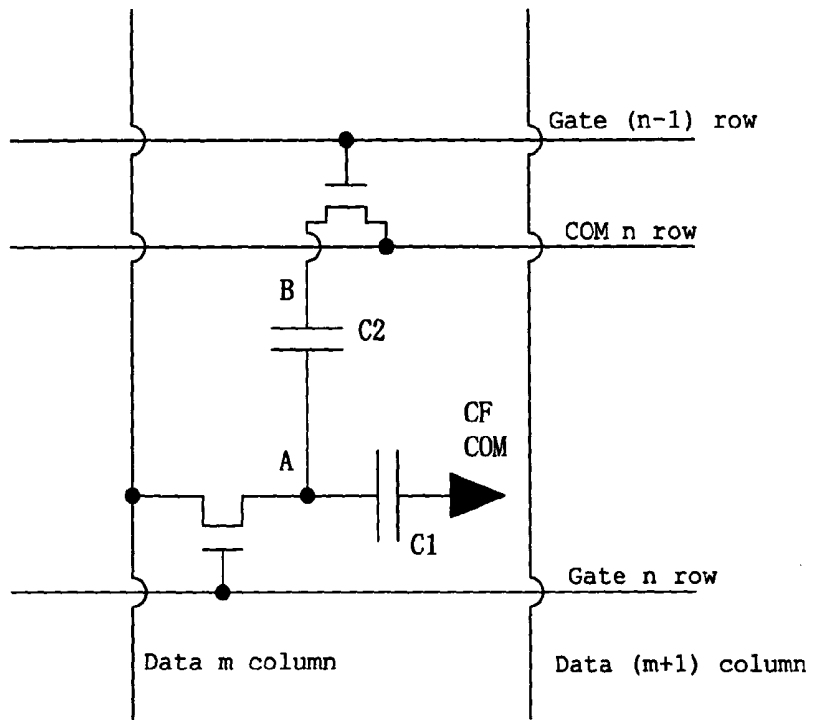 Gate (n-1) row
COM n row
B
C2
CF
COM
A
C1
Gate n row
Data m column
Data (m+1) column